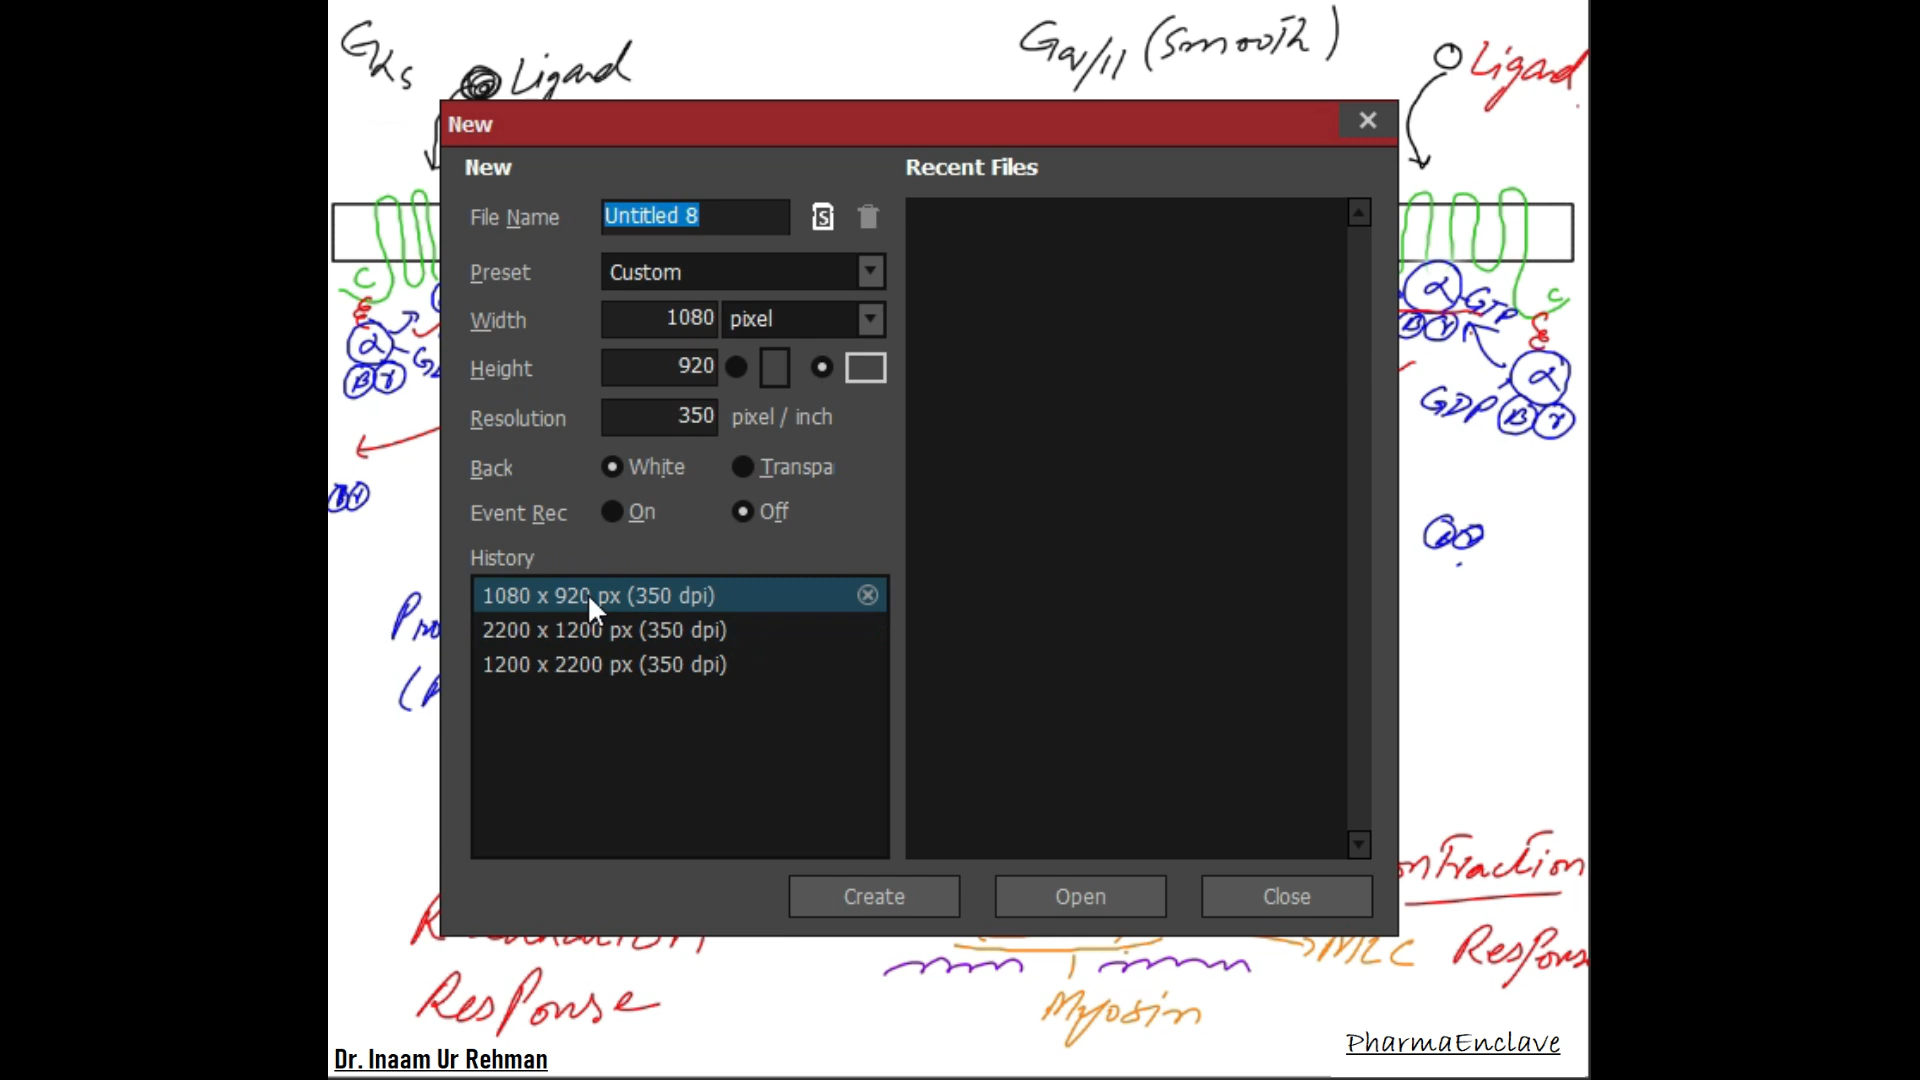 Gαs
Ligand
Gαq/11 (Smooth)
Ligand
New
New
Recent Files
File Name
Untitled 8
S
Preset
Custom
Width
1080
pixel
Height
920
Resolution
350
pixel / inch
Back
White
Transpa
Event Rec
On
Off
History
1080 x 920 px (350 dpi)
2200 x 1200 px (350 dpi)
1200 x 2200 px (350 dpi)
Create
Open
Close
C
α
β γ
α
GTP
β γ
C
α
GDP
β γ
Response
MLC
Myosin
Dr. Inaam Ur Rehman
PharmaEnclave